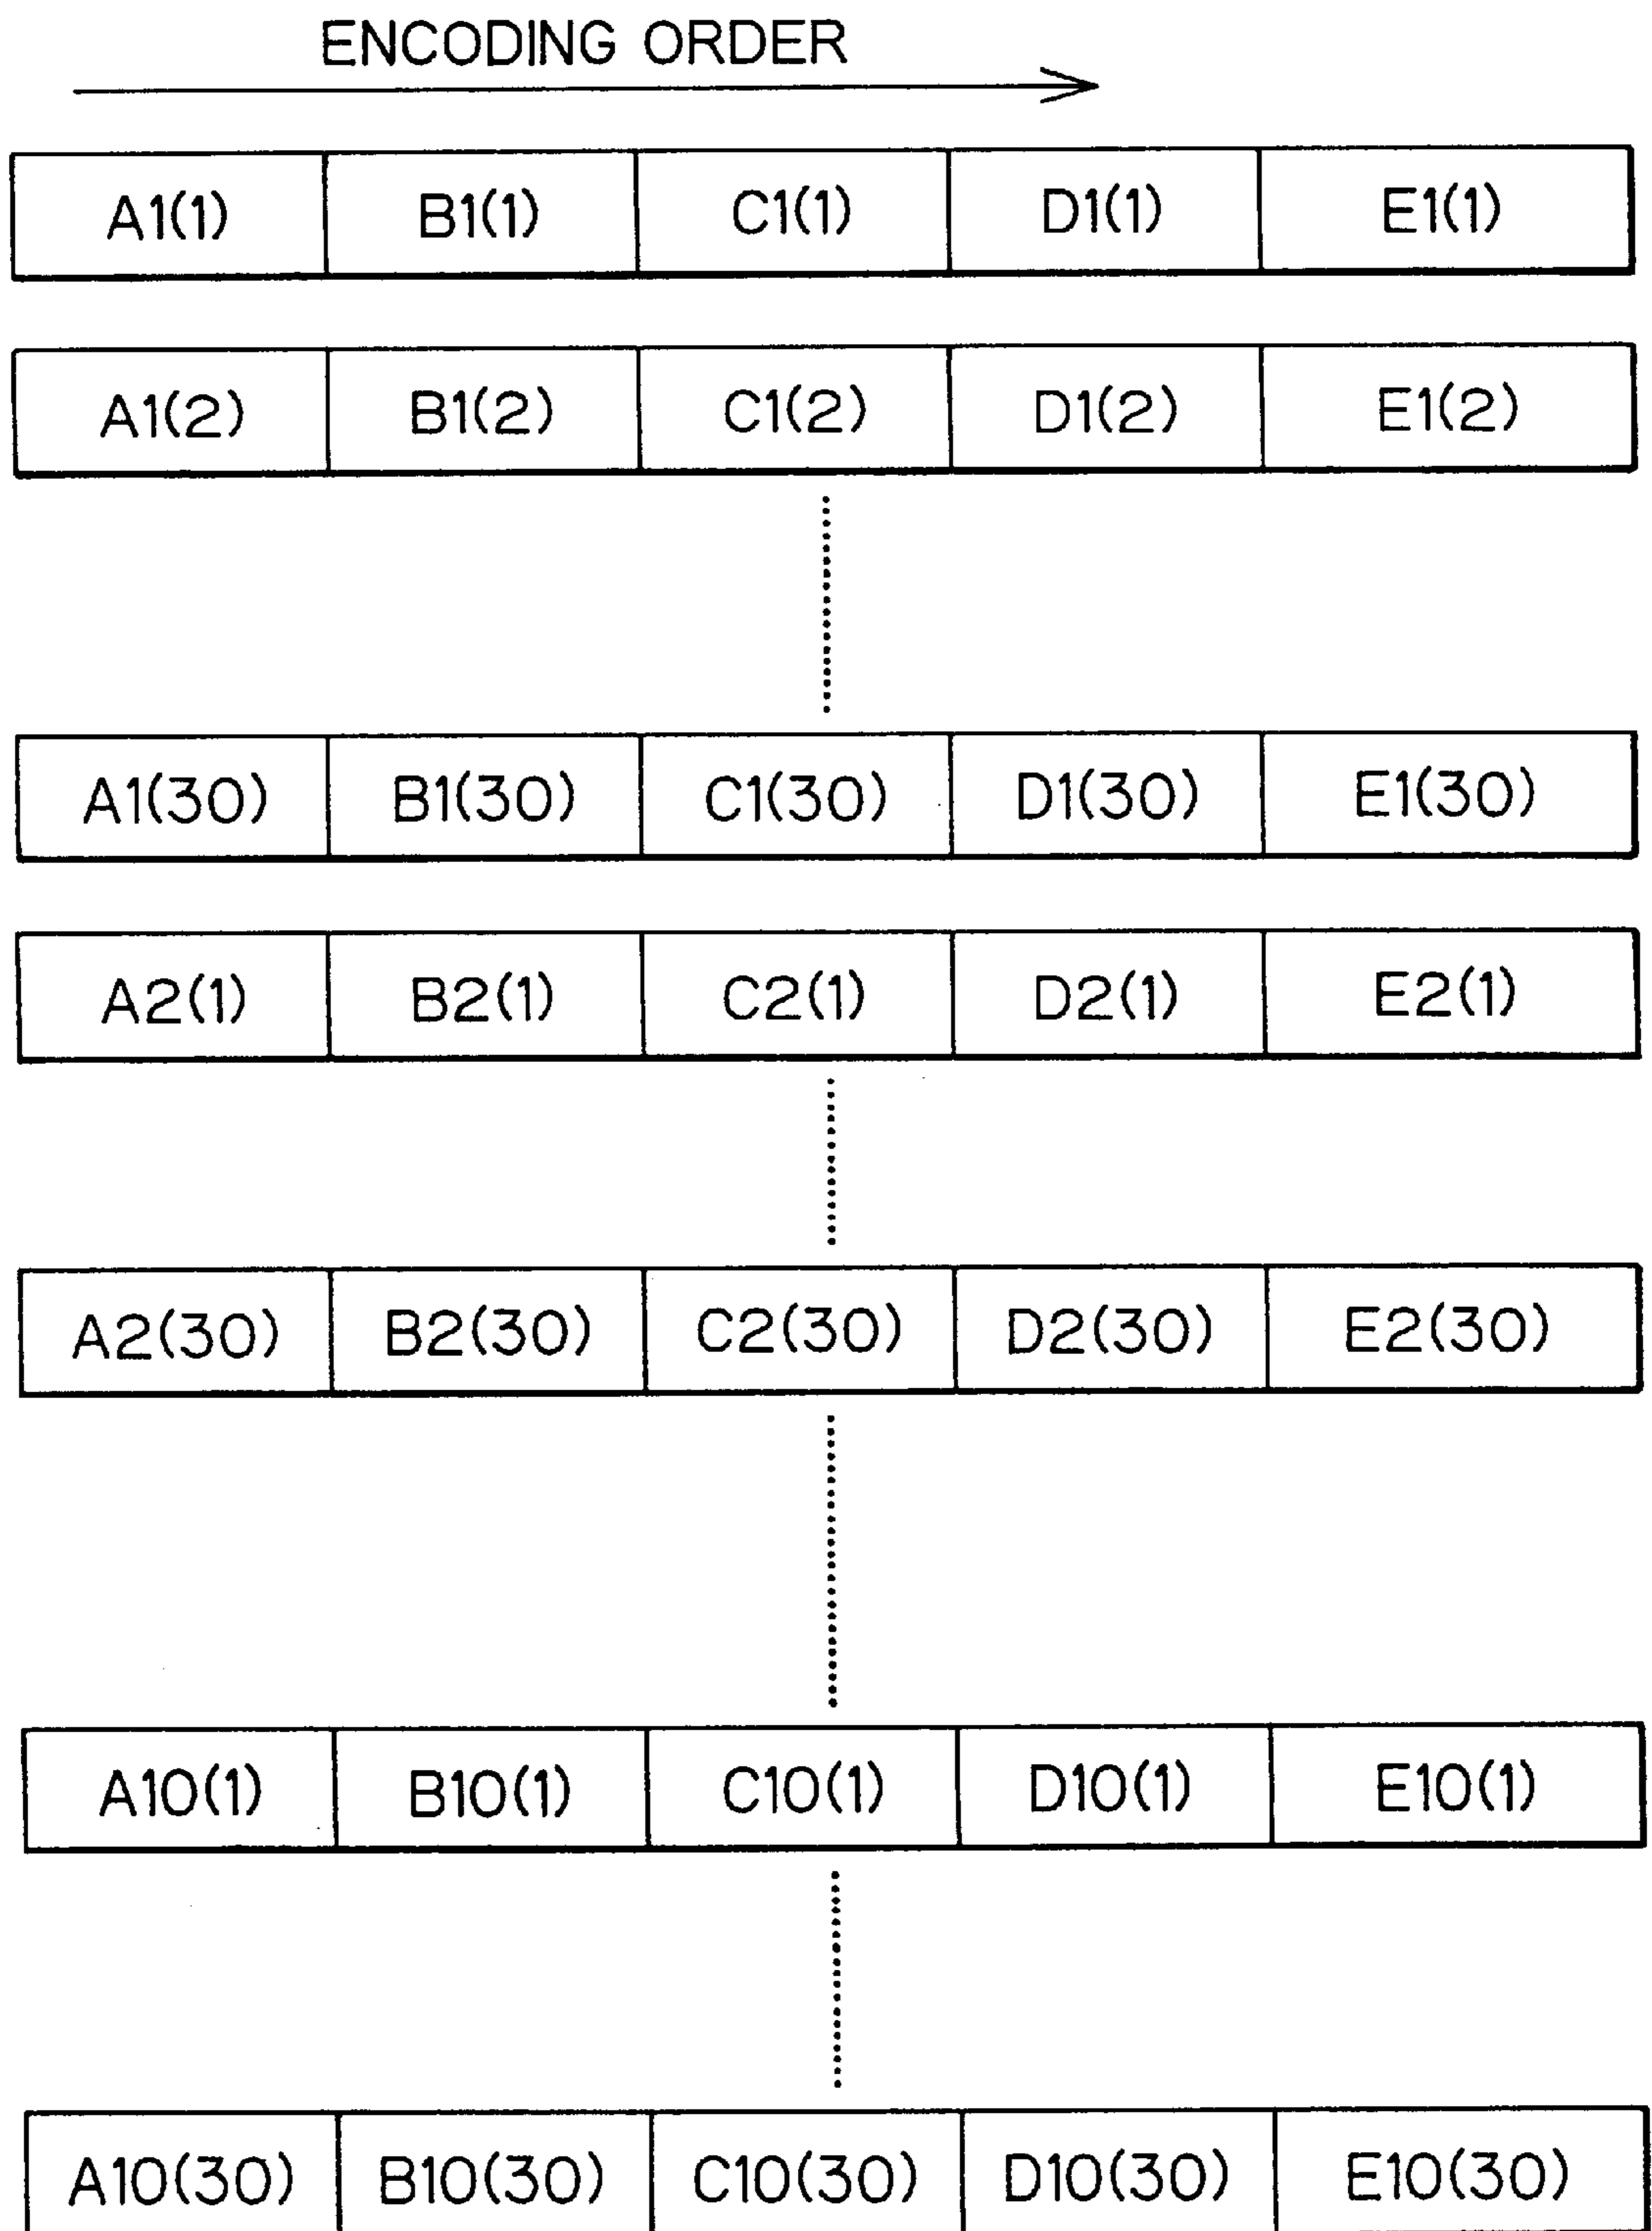 ENCODING ORDER
A1(1) B1(1) C1(1) D1(1) E1(1)
A1(2) B1(2) C1(2) D1(2) E1(2)
A1(30) B1(30) C1(30) D1(30) E1(30)
A2(1) B2(1) C2(1) D2(1) E2(1)
A2(30) B2(30) C2(30) D2(30) E2(30)
A10(1) B10(1) C10(1) D10(1) E10(1)
A10(30) B10(30) C10(30) D10(30) E10(30)